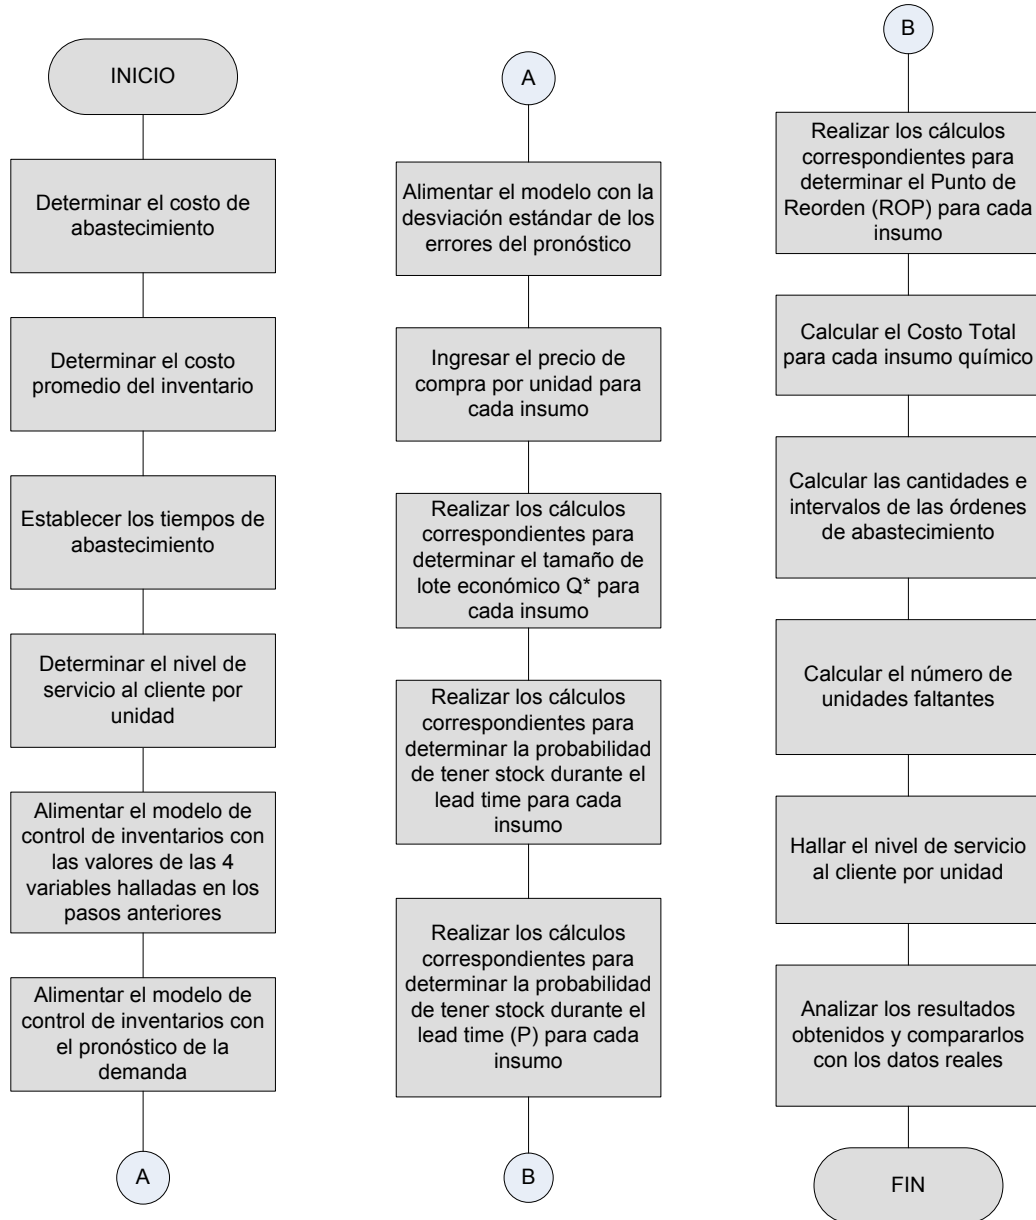 INICIO
Determinar el costo de
abastecimiento
Determinar el costo
promedio del inventario
Establecer los tiempos de
abastecimiento
Determinar el nivel de
servicio al cliente por
unidad
Alimentar el modelo de
control de inventarios con
las valores de las 4
variables halladas en los
pasos anteriores
Alimentar el modelo de
control de inventarios con
el pronóstico de la
demanda
A
A
Alimentar el modelo con la
desviación estándar de los
errores del pronóstico
Ingresar el precio de
compra por unidad para
cada insumo
Realizar los cálculos
correspondientes para
determinar el tamaño de
lote económico Q* para
cada insumo
Realizar los cálculos
correspondientes para
determinar la probabilidad
de tener stock durante el
lead time para cada
insumo
Realizar los cálculos
correspondientes para
determinar la probabilidad
de tener stock durante el
lead time (P) para cada
insumo
B
B
Realizar los cálculos
correspondientes para
determinar el Punto de
Reorden (ROP) para cada
insumo
Calcular el Costo Total
para cada insumo químico
Calcular las cantidades e
intervalos de las órdenes
de abastecimiento
Calcular el número de
unidades faltantes
Hallar el nivel de servicio
al cliente por unidad
Analizar los resultados
obtenidos y compararlos
con los datos reales
FIN